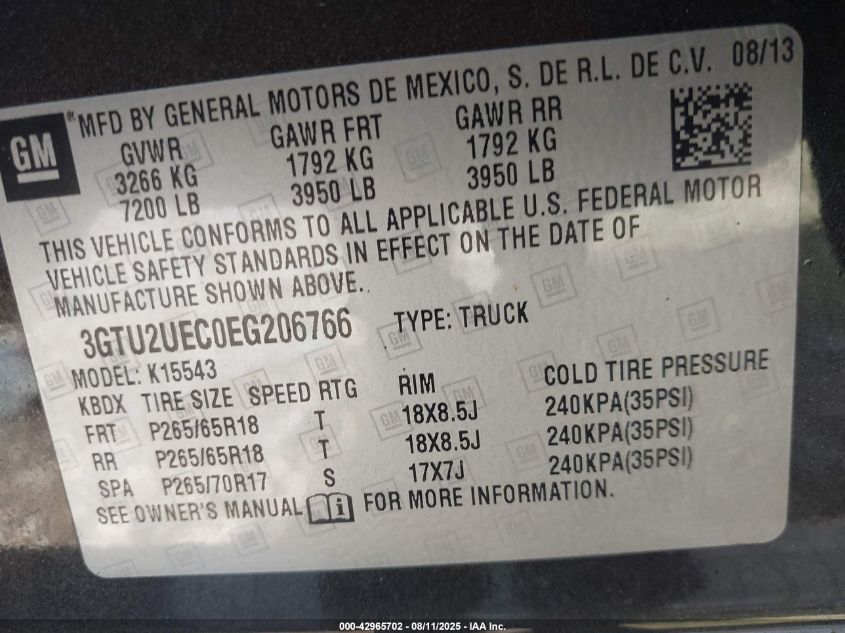 MFD BY GENERAL MOTORS DE MEXICO, S. DE R.L. DE C.V. 08/13
GM®
GVWR GAWR FRT GAWR RR
3266 KG 1792 KG 1792 KG
7200 LB 3950 LB 3950 LB
THIS VEHICLE CONFORMS TO ALL APPLICABLE U.S. FEDERAL MOTOR
VEHICLE SAFETY STANDARDS IN EFFECT ON THE DATE OF
MANUFACTURE SHOWN ABOVE.
3GTU2UEC0EG206766 TYPE: TRUCK
MODEL: K15543
KBDX TIRE SIZE SPEED RTG RIM COLD TIRE PRESSURE
FRT P265/65R18 T 18X8.5J 240KPA(35PSI)
RR P265/65R18 T 18X8.5J 240KPA(35PSI)
SPA P265/70R17 S 17X7J 240KPA(35PSI)
SEE OWNER'S MANUAL i FOR MORE INFORMATION.
000-42965702 - 08/11/2025 - IAA Inc.